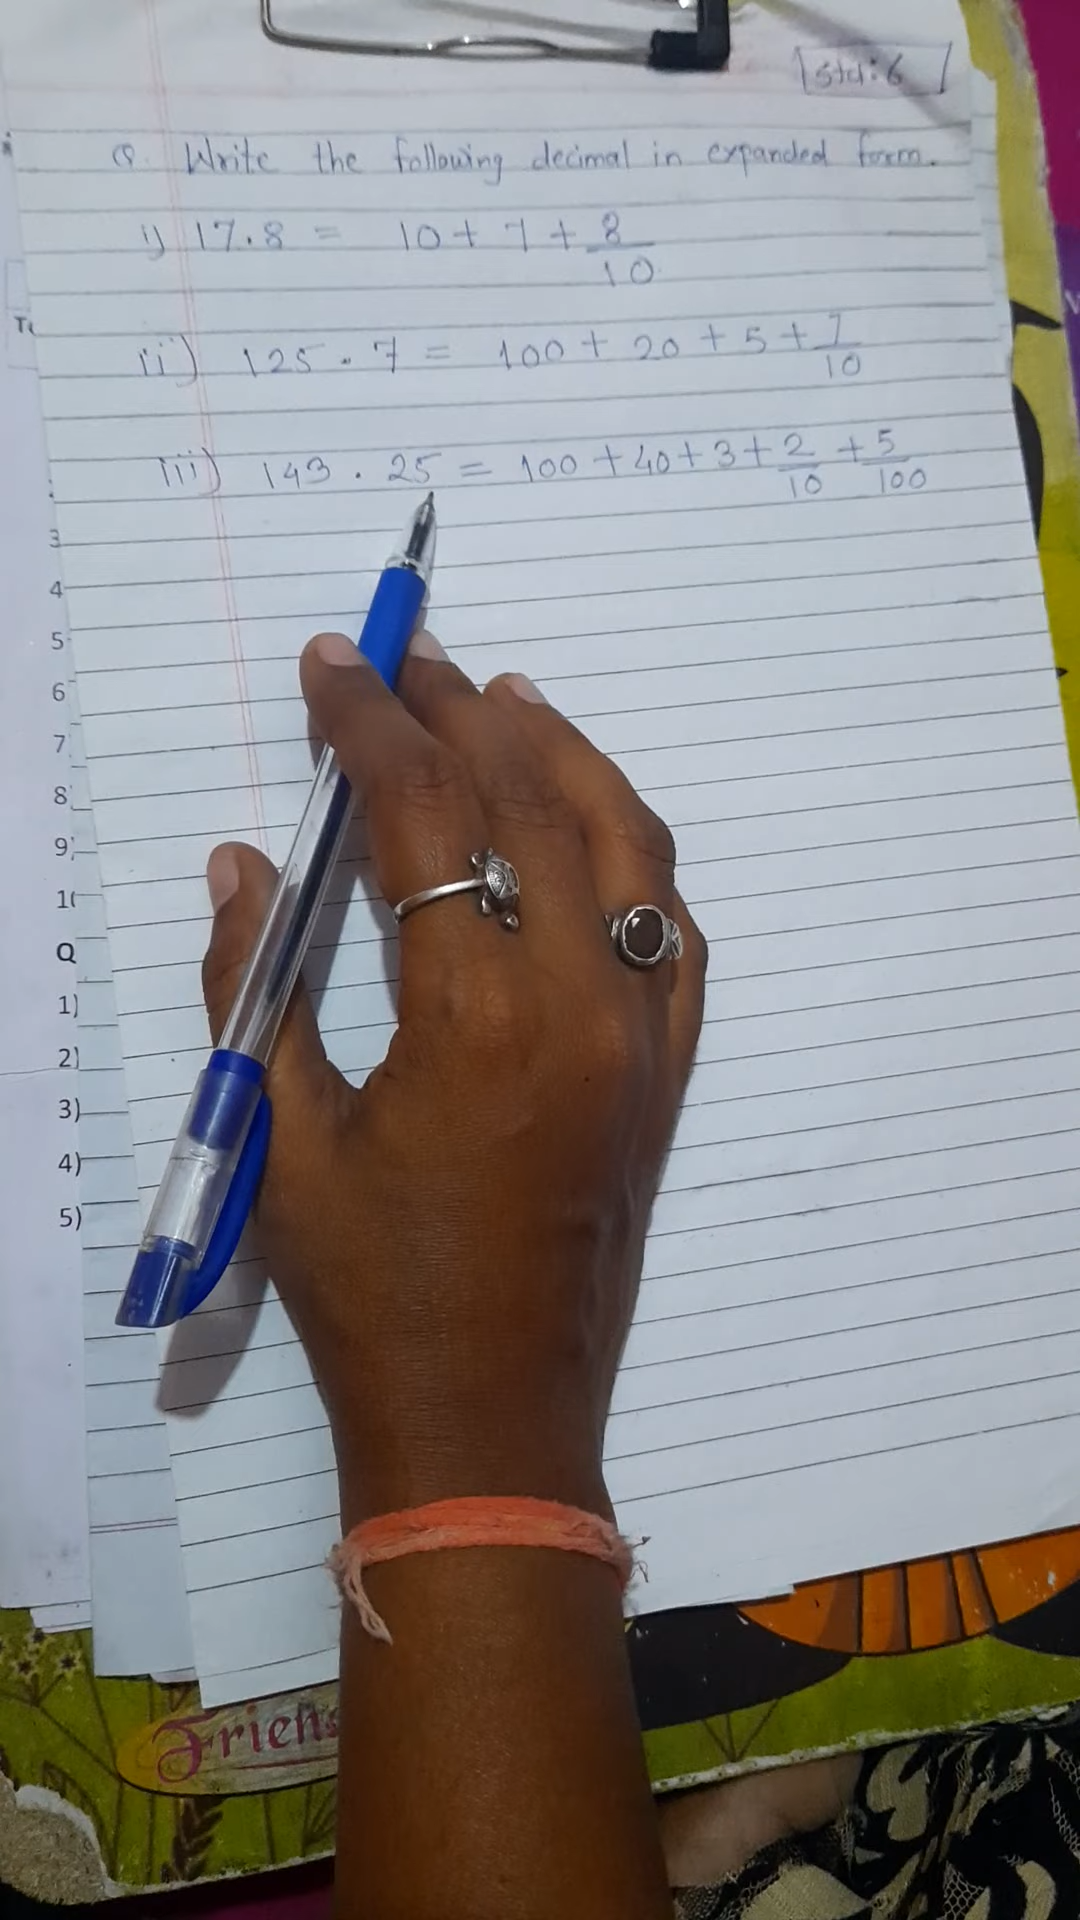 Std: 6
Q. Write the following decimal in expanded form.
i) 17.8 = 10 + 7 + 8/10
ii) 125.7 = 100 + 20 + 5 + 7/10
iii) 143.25 = 100 + 40 + 3 + 2/10 + 5/100
3
4
5
6
7
8
9
Q
1)
2)
3)
4)
5)